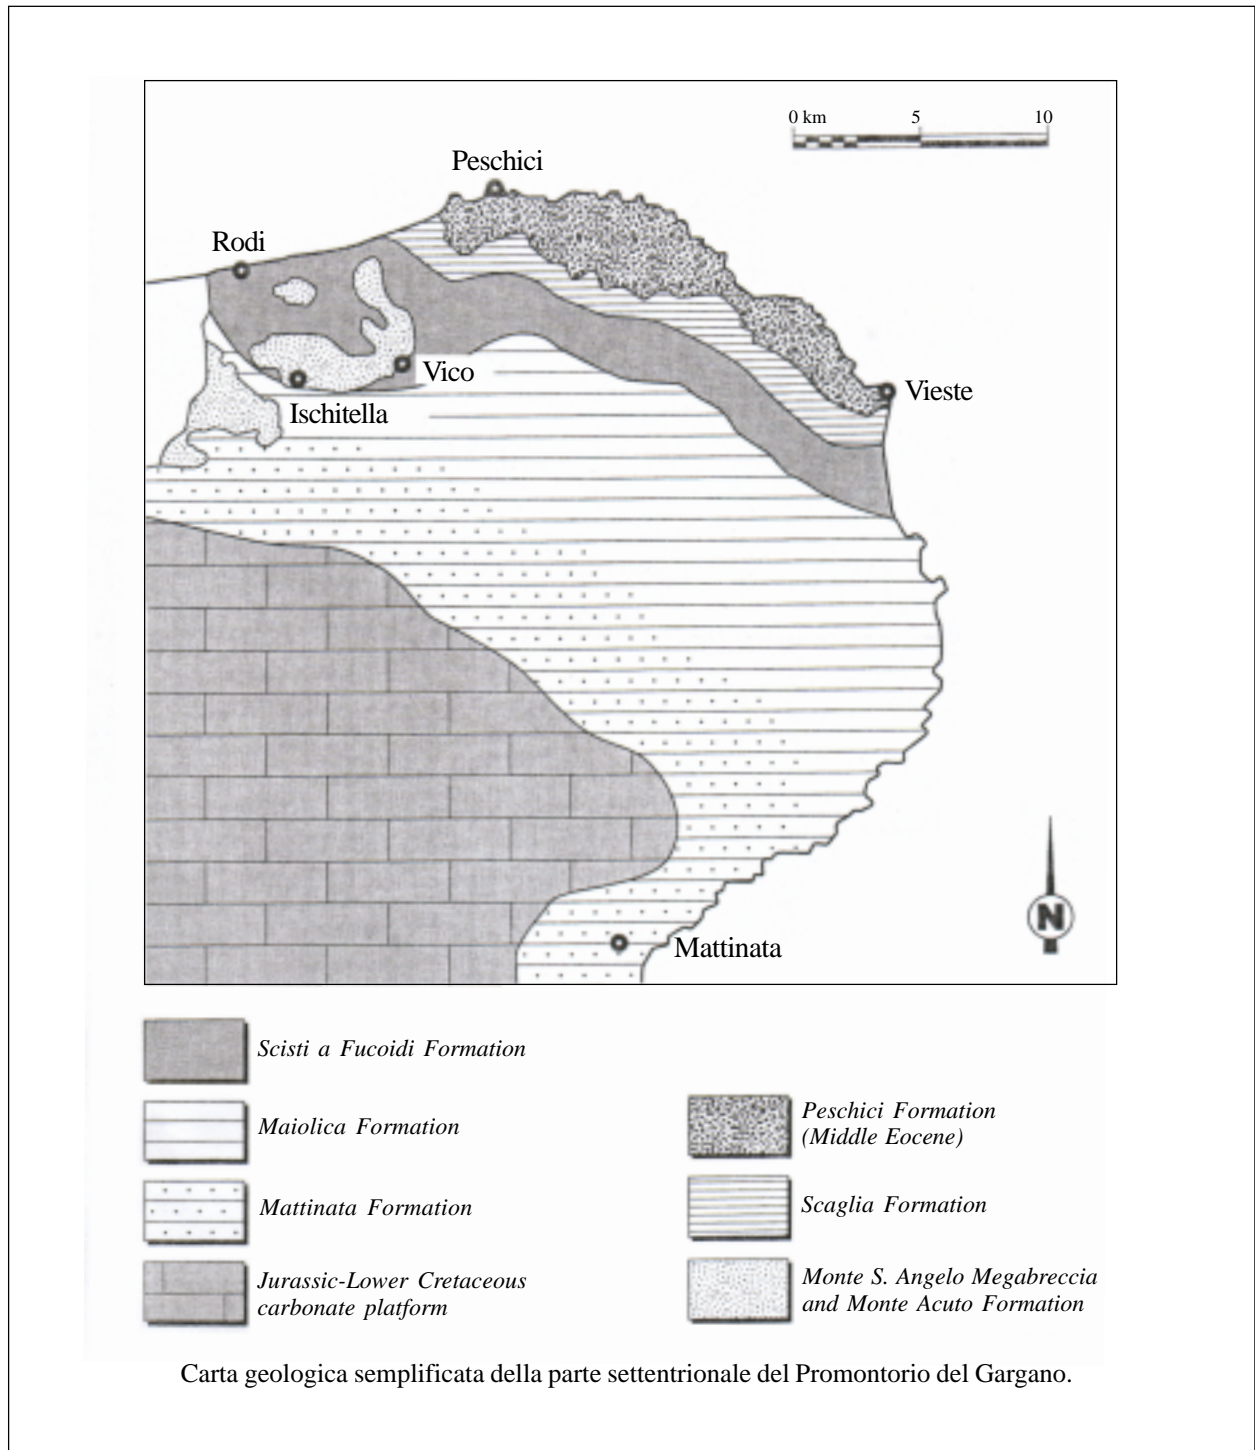 0 km 5 10
Peschici
Rodi
Vico
Vieste
Ischitella
N
Mattinata
Scisti a Fucoidi Formation
Maiolica Formation
Mattinata Formation
Jurassic-Lower Cretaceous
carbonate platform
Peschici Formation
(Middle Eocene)
Scaglia Formation
Monte S. Angelo Megabreccia
and Monte Acuto Formation
Carta geologica semplificata della parte settentrionale del Promontorio del Gargano.